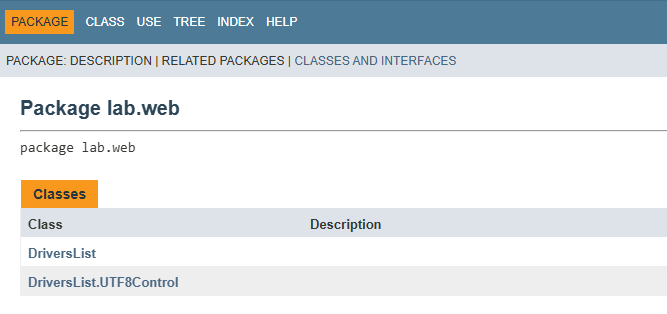 PACKAGE CLASS USE TREE INDEX HELP
PACKAGE: DESCRIPTION | RELATED PACKAGES | CLASSES AND INTERFACES
Package lab.web
package lab.web
Classes
Class Description
DriversList
DriversList.UTF8Control